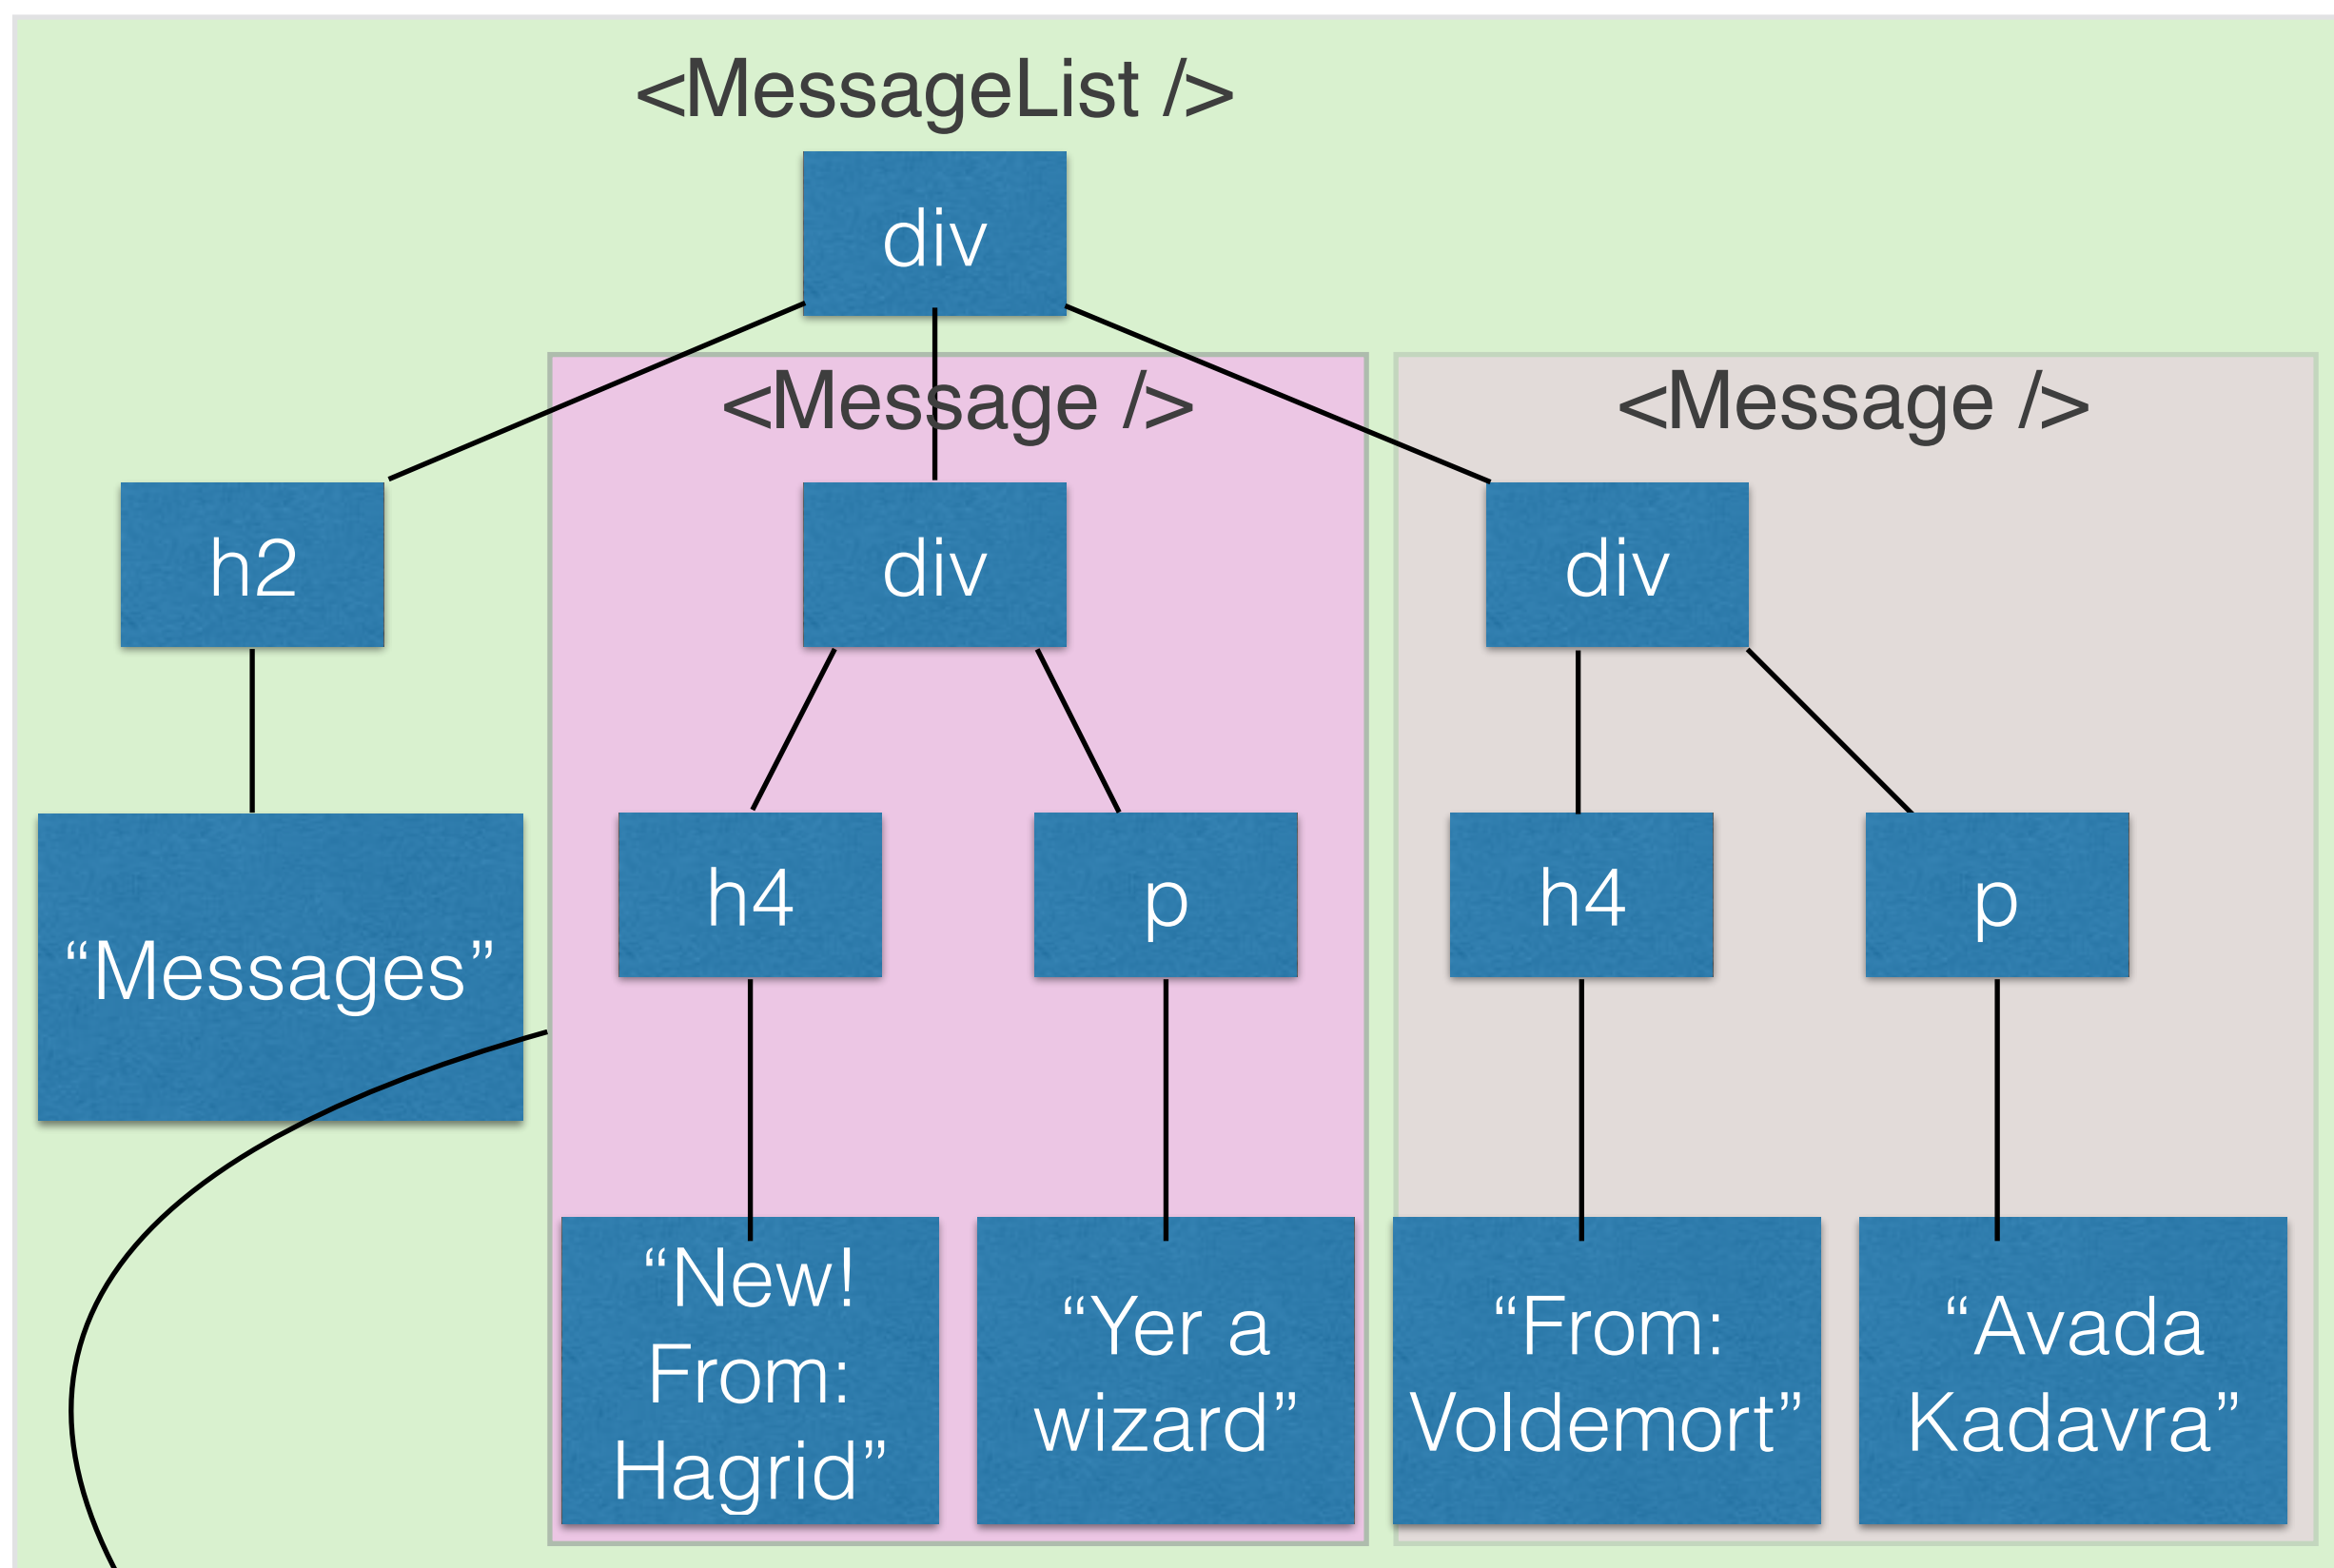 <MessageList />
div
<Message />
<Message />
h2
div
div
h4
p
h4
p
“Messages”
“New!
From:
Hagrid”
“Yer a
wizard”
“From:
Voldemort”
“Avada
Kadavra”